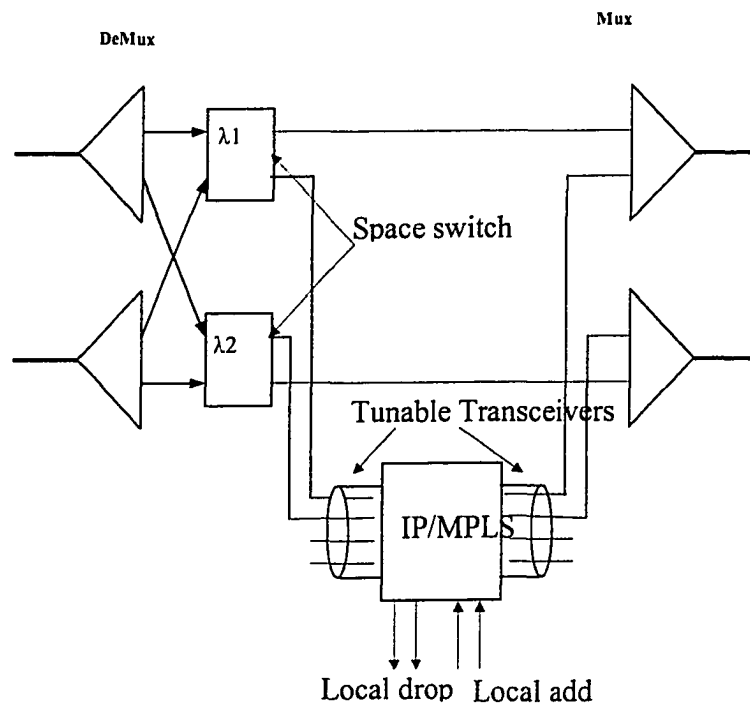 Mux
DeMux
λ1
Space switch
λ2
Tunable Transceivers
IP/MPLS
Local drop
Local add